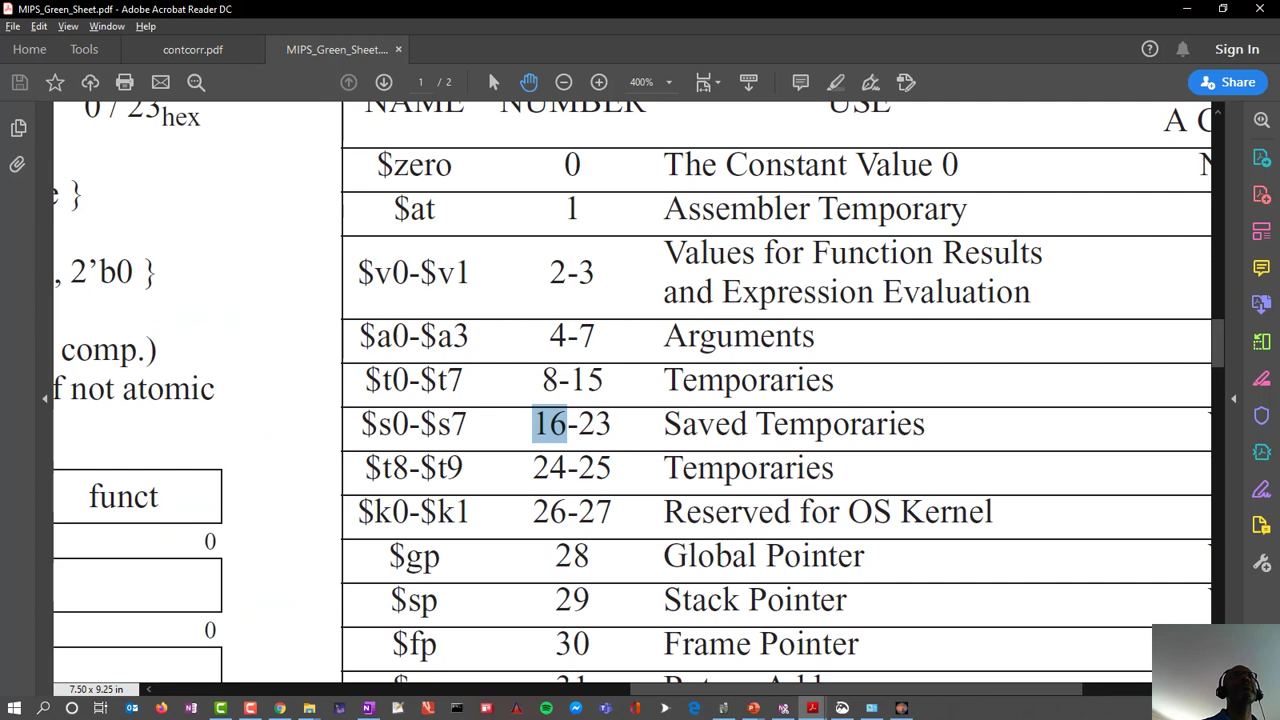 MIPS_Green_Sheet.pdf - Adobe Acrobat Reader DC
File Edit View Window Help
Home Tools contcorr.pdf MIPS_Green_Sheet.... × Sign In
1 / 2 400% Share
0 / 23hex
e }
, 2’b0 }
comp.)
f not atomic
funct
0
0
NAME NUMBER USE
A C
$zero 0 The Constant Value 0 N
$at 1 Assembler Temporary
$v0-$v1 2-3 Values for Function Results
and Expression Evaluation
$a0-$a3 4-7 Arguments
$t0-$t7 8-15 Temporaries
$s0-$s7 16-23 Saved Temporaries
$t8-$t9 24-25 Temporaries
$k0-$k1 26-27 Reserved for OS Kernel
$gp 28 Global Pointer
$sp 29 Stack Pointer
$fp 30 Frame Pointer
7.50 x 9.25 in